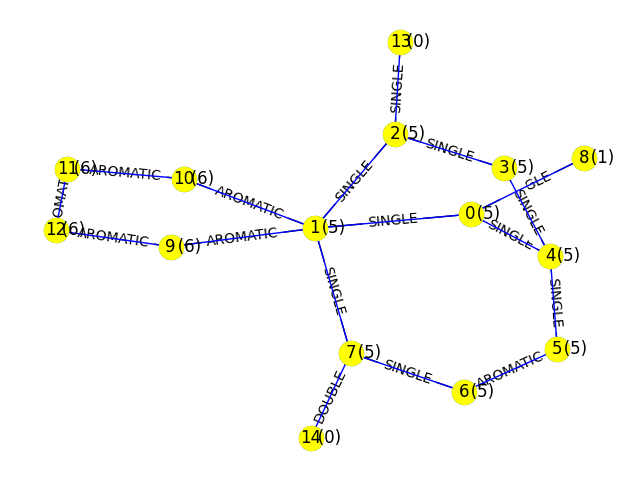 13(0)
SINGLE
2(5)
SINGLE
3(5)
8(1)
GLE
11(6)
AROMATIC
10(6)
AROMATIC
SINGLE
SINGLE
OMAT
0(5)
SINGLE
1(5)
SINGLE
12(6)
AROMATIC
9(6)
AROMATIC
4(5)
SINGLE
SINGLE
7(5)
SINGLE
5(5)
AROMATIC
6(5)
DOUBLE
14(0)